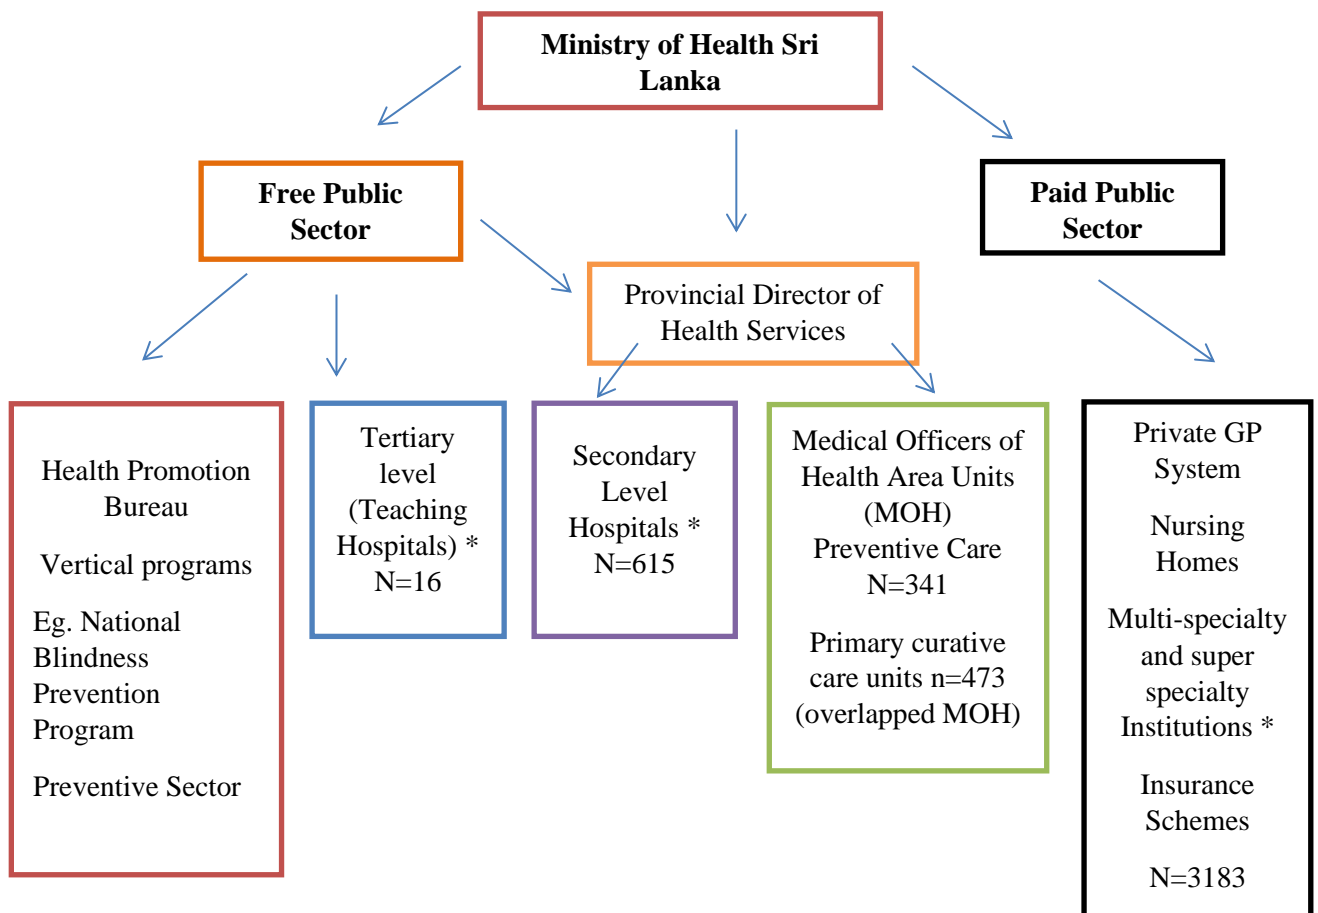 Ministry of Health Sri
Lanka
Free Public
Sector
Paid Public
Sector
Provincial Director of
Health Services
Health Promotion
Bureau
Vertical programs
Eg. National
Blindness
Prevention
Program
Preventive Sector
Tertiary
level
(Teaching
Hospitals) *
N=16
Secondary
Level
Hospitals *
N=615
Medical Officers of
Health Area Units
(MOH)
Preventive Care
N=341
Primary curative
care units n=473
(overlapped MOH)
Private GP
System
Nursing
Homes
Multi-specialty
and super
specialty
Institutions *
Insurance
Schemes
N=3183